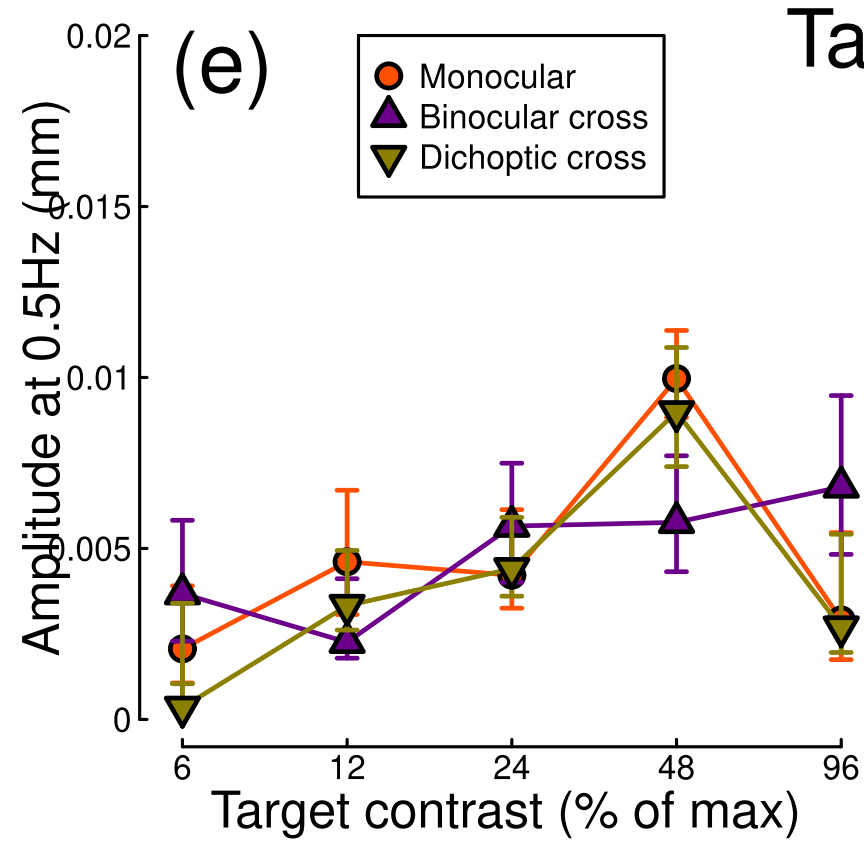 Ta
(e)
Monocular
Binocular cross
Dichoptic cross
Amplitude at 0.5Hz (mm)
0.02
0.015
0.01
0.005
0
6 12 24 48 96
Target contrast (% of max)